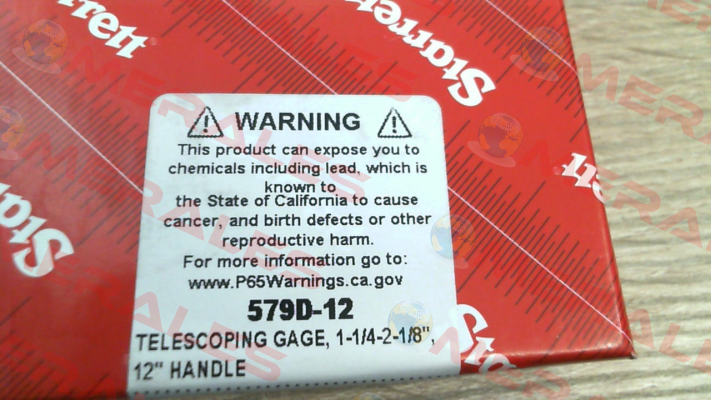 Starrett
WARNING
This product can expose you to
chemicals including lead, which is
known to
the State of California to cause
cancer, and birth defects or other
reproductive harm.
For more information go to:
www.P65Warnings.ca.gov
579D-12
TELESCOPING GAGE, 1-1/4-2-1/8",
12" HANDLE